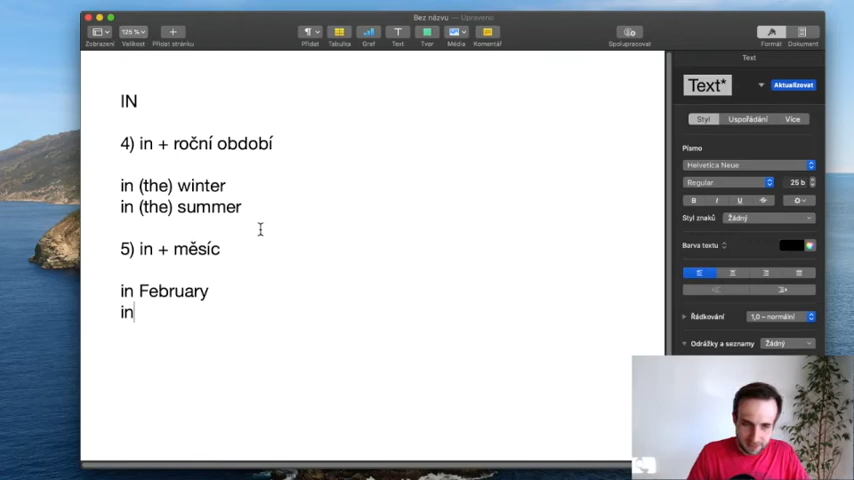 Bez názvu — Upraveno
125 %
Zobrazení
Velikost
Přidat stránku
Přidat
Tabulka
Graf
Text
Tvar
Média
Komentář
Spolupracovat
Formát
Dokument
Text
Text*
Aktualizovat
Styl
Uspořádání
Více
Písmo
Helvetica Neue
Regular
25 b
B I U S
Styl znaků
Žádný
Barva textu
Řádkování
1,0 – normální
Odrážky a seznamy
Žádný
IN
4) in + roční období
in (the) winter
in (the) summer
5) in + měsíc
in February
in